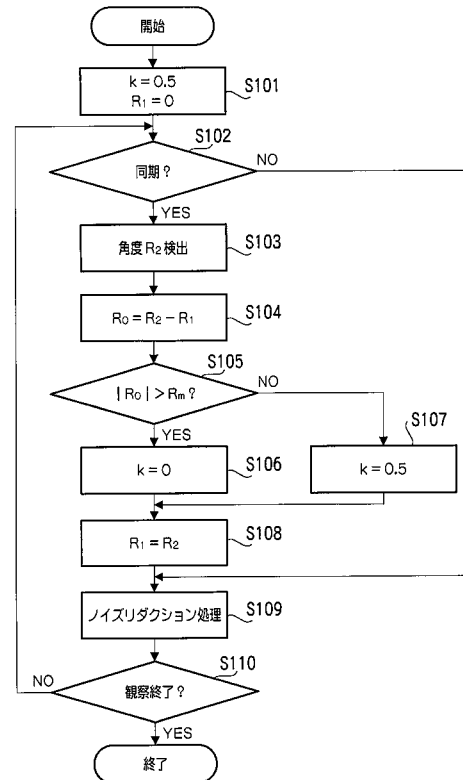 開始
k=0.5
R₁=0
S101
S102
同期?
NO
YES
角度R₂検出
S103
R₀=R₂−R₁
S104
S105
|R₀|>Rₘ?
NO
YES
S107
k=0
S106
k=0.5
R₁=R₂
S108
ノイズリダクション処理
S109
S110
NO
観察終了?
YES
終了